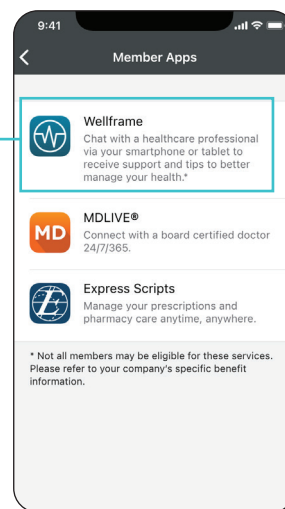 9:41
Member Apps
Wellframe
Chat with a healthcare professional
via your smartphone or tablet to
receive support and tips to better
manage your health.*
MD
MDLIVE®
Connect with a board certified doctor
24/7/365.
Express Scripts
Manage your prescriptions and
pharmacy care anytime, anywhere.
* Not all members may be eligible for these services.
Please refer to your company's specific benefit
information.